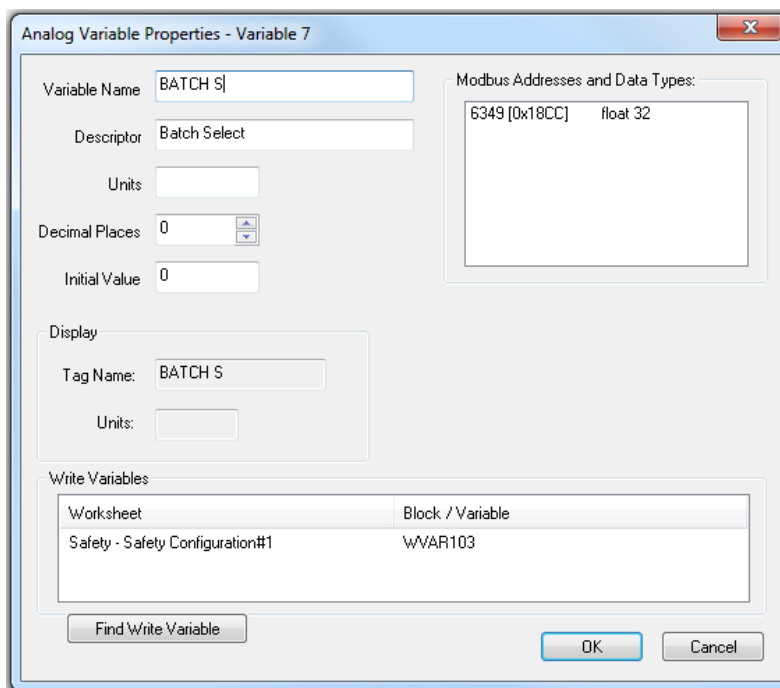 Analog Variable Properties - Variable 7
Variable Name BATCH S
Descriptor Batch Select
Units
Decimal Places 0
Initial Value 0
Modbus Addresses and Data Types:
6349 [0x18CC] float 32
Display
Tag Name: BATCH S
Units:
Write Variables
Worksheet Block / Variable
Safety - Safety Configuration#1 WVAR103
Find Write Variable
OK Cancel